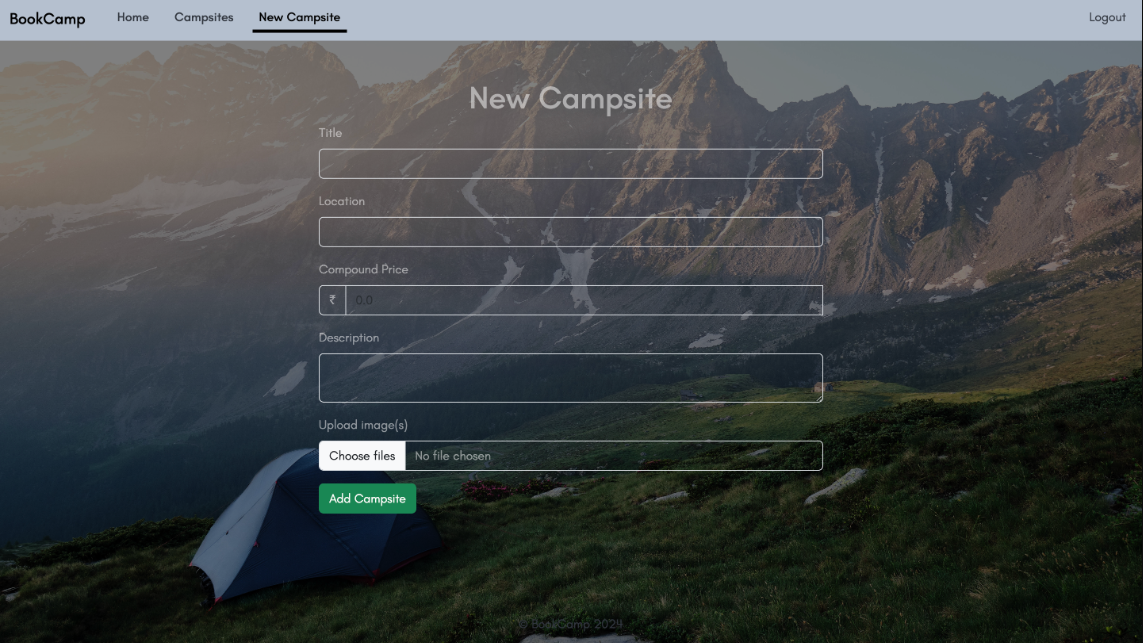 BookCamp Home Campsites New Campsite Logout
New Campsite
Title
Location
Compound Price
₹ 0.0
Description
Upload image(s)
Choose files No file chosen
Add Campsite
© BookCamp 2029